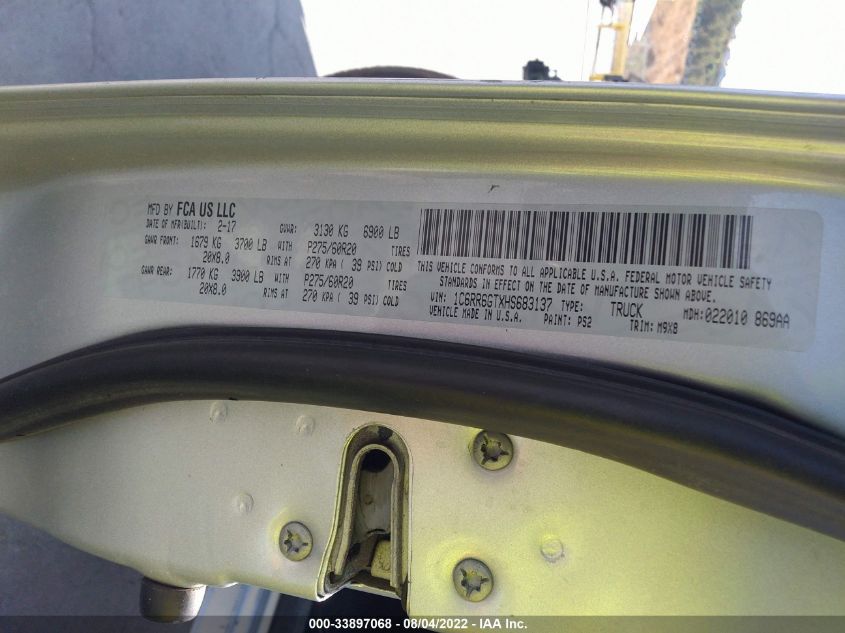 MFD BY FCA US LLC
DATE OF MFR(BUILT): 2-17 GVWR: 3130 KG 6900 LB
GAWR FRONT: 1679 KG 3700 LB WITH P275/60R20 TIRES
20X8.0 RIMS AT 270 KPA ( 39 PSI) COLD
GAWR REAR: 1770 KG 3900 LB WITH P275/60R20 TIRES
20X8.0 RIMS AT 270 KPA ( 39 PSI) COLD
THIS VEHICLE CONFORMS TO ALL APPLICABLE U.S.A. FEDERAL MOTOR VEHICLE SAFETY
STANDARDS IN EFFECT ON THE DATE OF MANUFACTURE SHOWN ABOVE.
VIN: 1C6RR6GTXHS683137 TYPE: TRUCK MDH: 022010 869AA
VEHICLE MADE IN U.S.A. PAINT: PS2 TRIM: M9X8
000-33897068 - 08/04/2022 - IAA Inc.